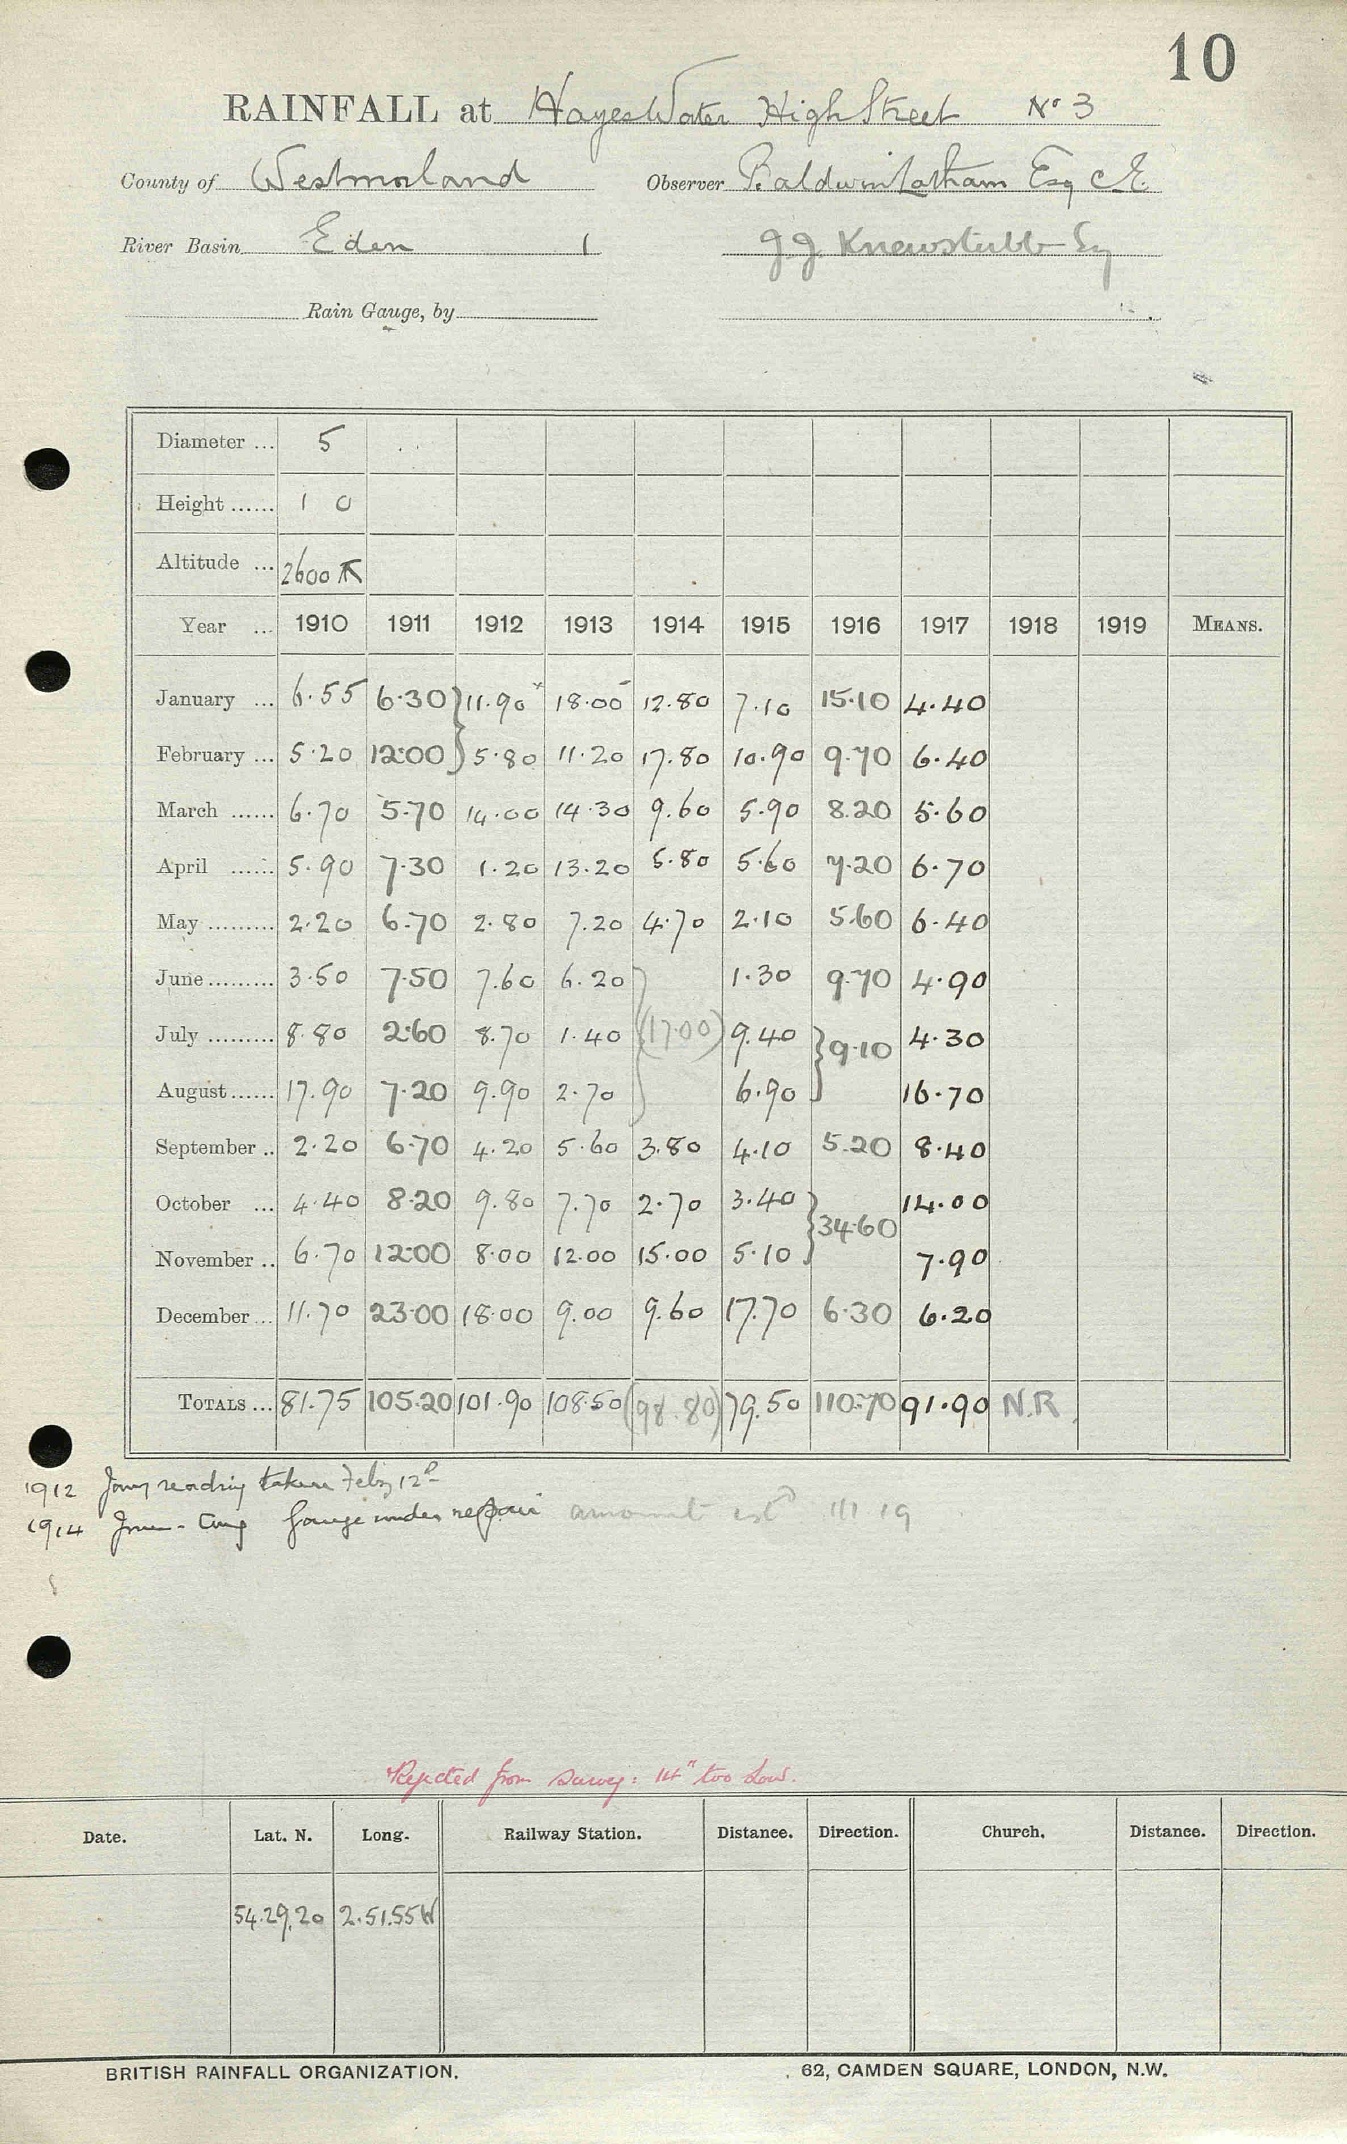 10
RAINFALL at Hayes Water High Street No 3
County of Westmorland Observer Baldwin Latham Esq C.E.
River Basin Eden 1 J.J. Knewstubb Esq
Rain Gauge, by
Diameter ... 5
Height ...... 1 0
Altitude ... 2600 ft
Year ... 1910 1911 1912 1913 1914 1915 1916 1917 1918 1919 MEANS.
January ... 6.55 6.30 } 11.90 x 18.00 12.80 7.10 15.10 4.40
February ... 5.20 12.00 } 5.80 11.20 17.80 10.90 9.70 6.40
March ...... 6.70 5.70 14.00 14.30 9.60 5.90 8.20 5.60
April ...... 5.90 7.30 1.20 13.20 5.80 5.60 7.20 6.70
May ......... 2.20 6.70 2.80 7.20 4.70 2.10 5.60 6.40
June ......... 3.50 7.50 7.60 6.20 } 1.30 9.70 4.90
July ......... 8.80 2.60 8.70 1.40 (17.00) 9.40 } 9.10 4.30
August ...... 17.90 7.20 9.90 2.70 6.90 16.70
September .. 2.20 6.70 4.20 5.60 3.80 4.10 5.20 8.40
October ... 4.40 8.20 9.80 7.70 2.70 3.40 } 34.60 14.00
November .. 6.70 12.00 8.00 12.00 15.00 5.10 7.90
December ... 11.70 23.00 18.00 9.00 9.60 17.70 6.30 6.20
TOTALS ... 81.75 105.20 101.90 108.50 (98.80) 79.50 110.70 91.90 N.R.
1912 Jany reading taken Feby 12th
1914 June - Aug Gauge under repair amount estd
Rejected from Survey: 14" too low.
Date. Lat. N. Long. Railway Station. Distance. Direction. Church. Distance. Direction.
54.29.20 2.51.55W
BRITISH RAINFALL ORGANIZATION. 62, CAMDEN SQUARE, LONDON, N.W.